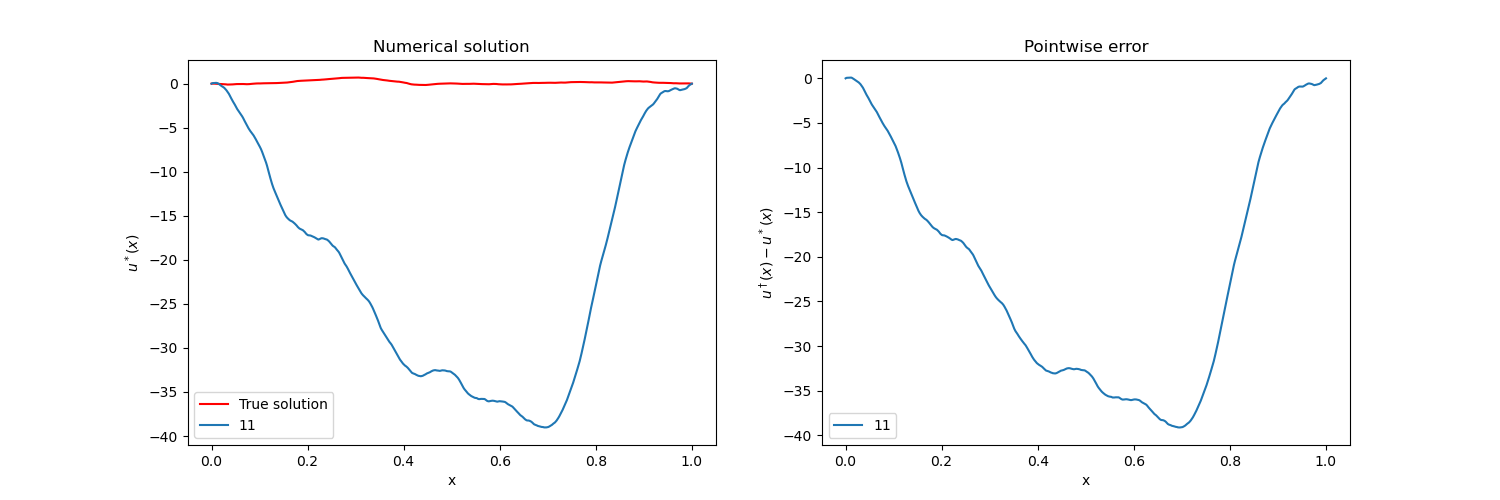 Numerical solution
u*(x)
0
−5
−10
−15
−20
−25
−30
−35
−40
True solution
11
0.0 0.2 0.4 0.6 0.8 1.0
x
Pointwise error
u†(x) − u*(x)
0
−5
−10
−15
−20
−25
−30
−35
−40
11
0.0 0.2 0.4 0.6 0.8 1.0
x